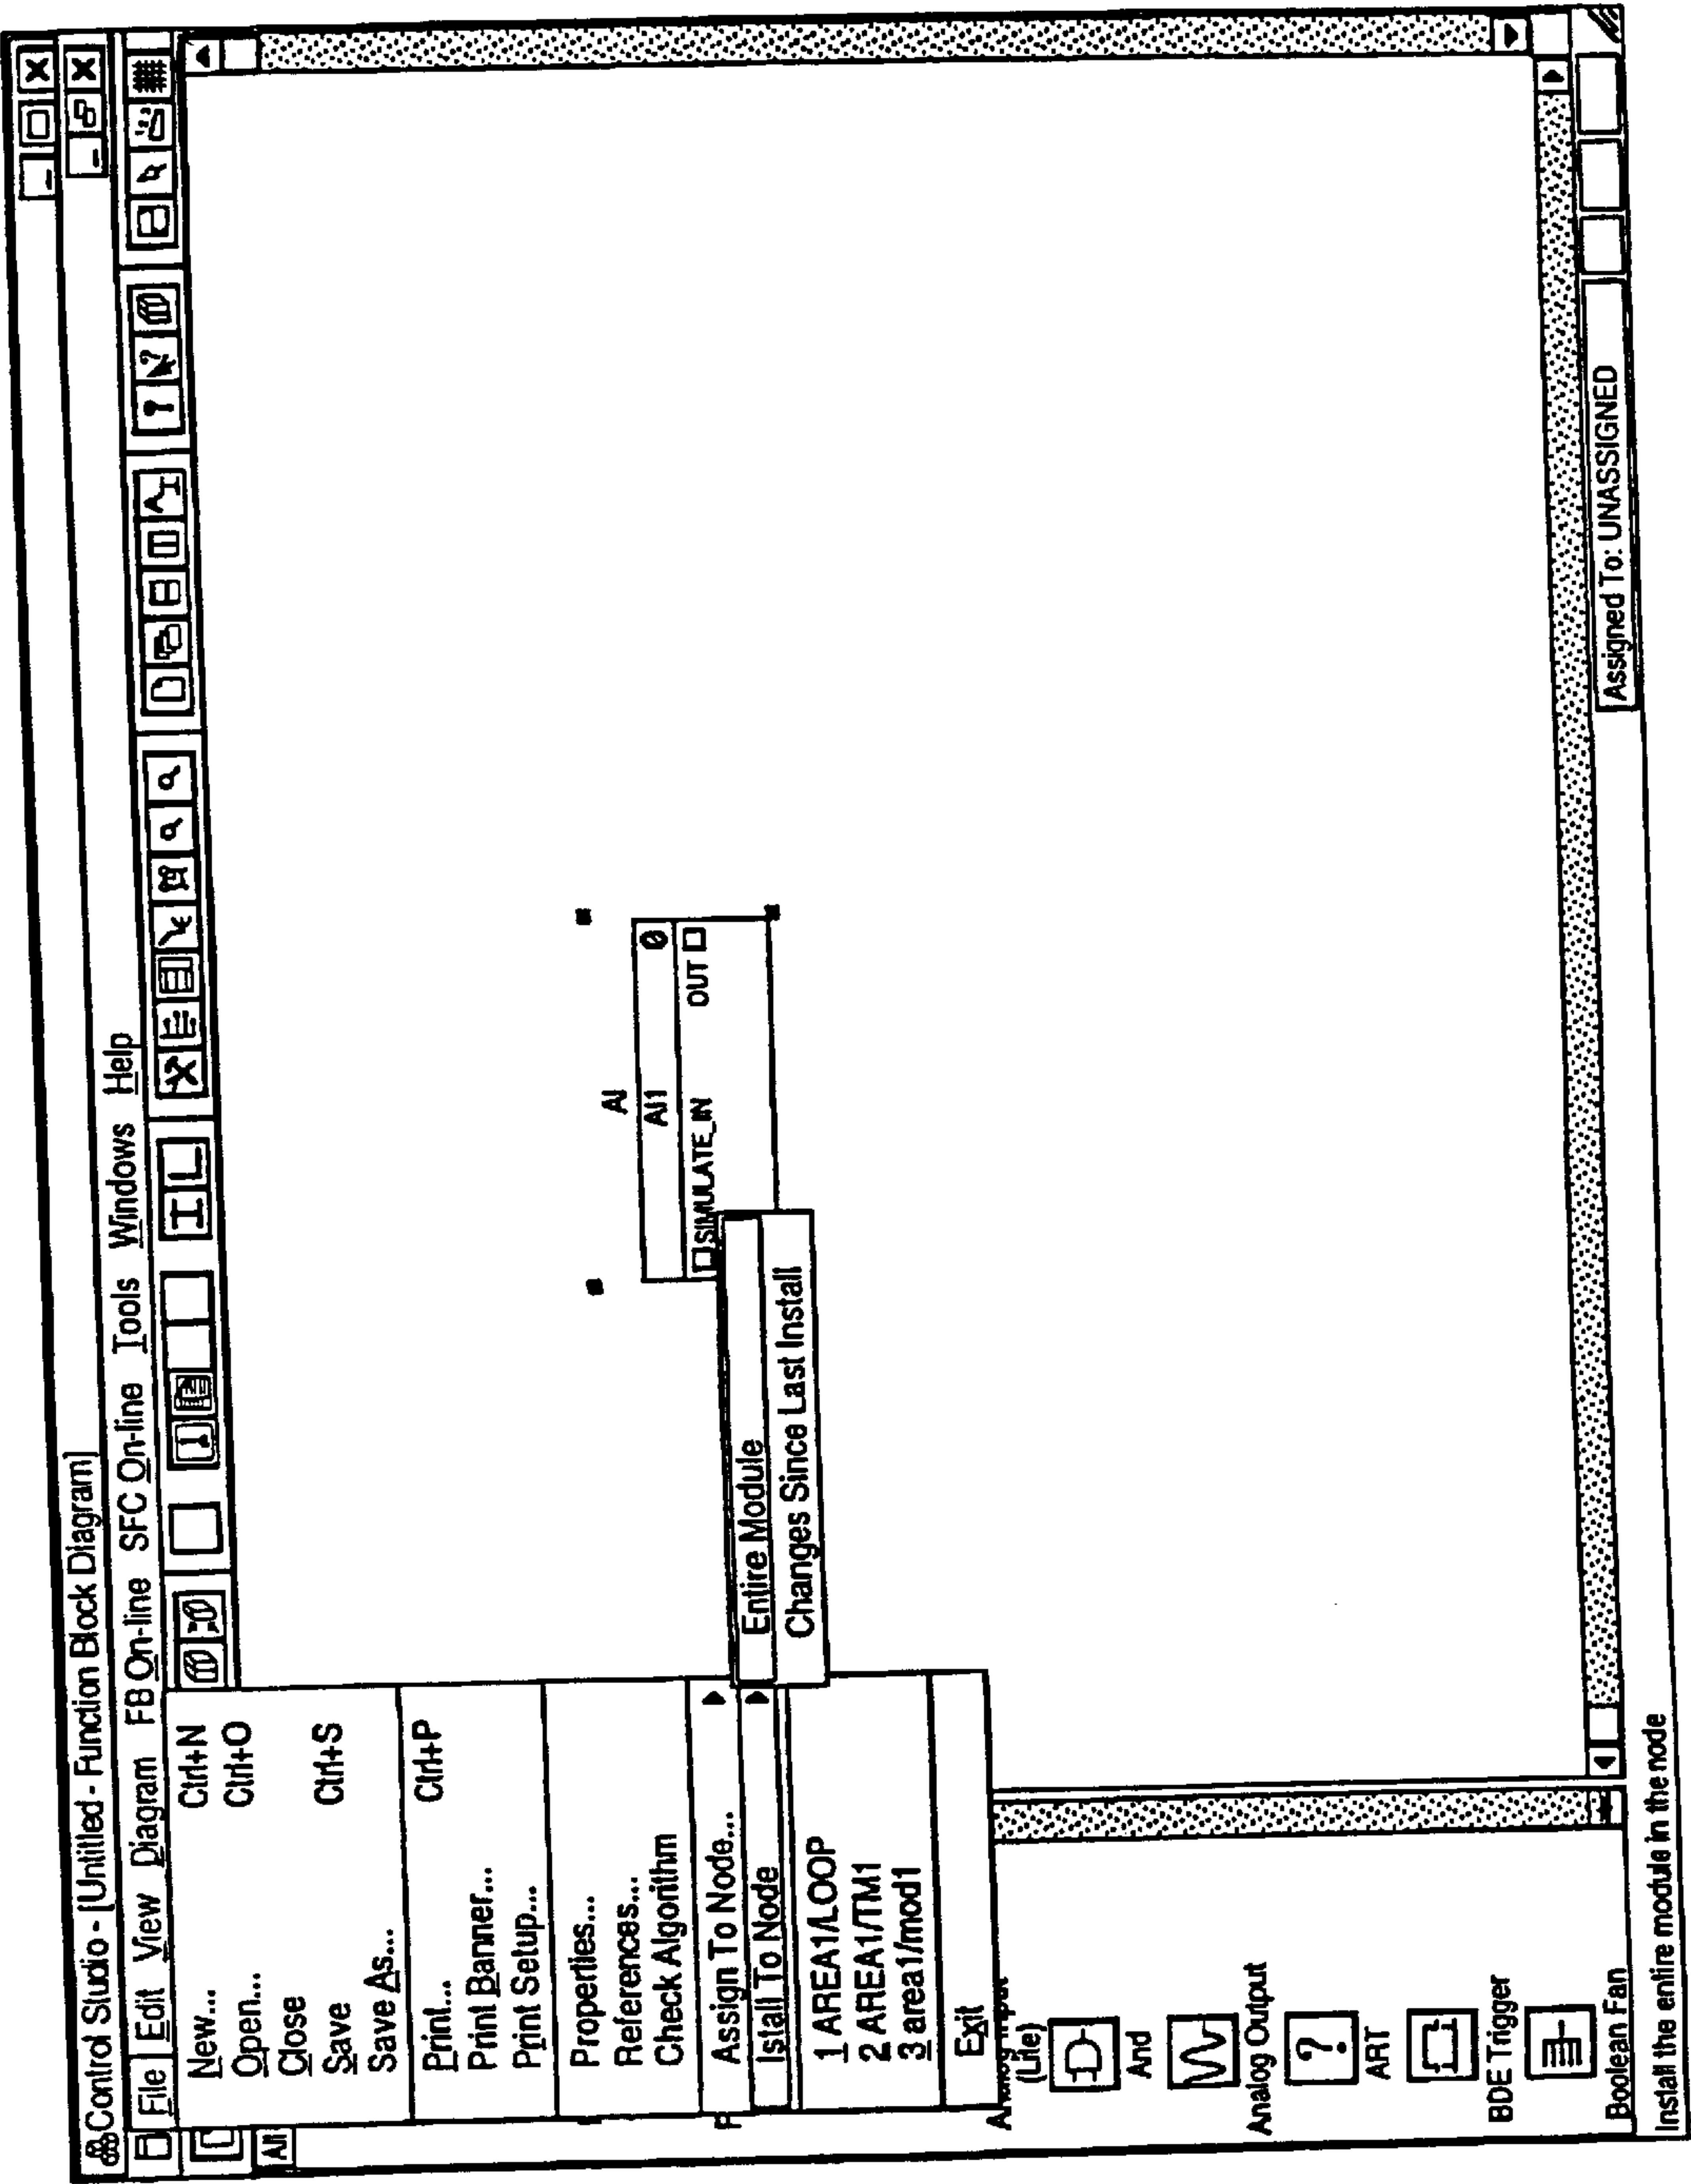 Control Studio - [Untitled - Function Block Diagram]
File Edit View Diagram FB On-line SFC On-line Tools Windows Help
New... Ctrl+N
Open... Ctrl+O
Close
Save Ctrl+S
Save As...
Print... Ctrl+P
Print Banner...
Print Setup...
Properties...
References...
Check Algorithm
Assign To Node...
Istall To Node
Entire Module
Changes Since Last Install
1 AREA1/LOOP
2 AREA1/TM1
3 area1/mod1
Exit
All
AI
AI1 0
SIMULATE_IN OUT
(Life)
And
Analog Output
?
ART
BDE Trigger
Boolean Fan
Assigned To: UNASSIGNED
Install the entire module in the node